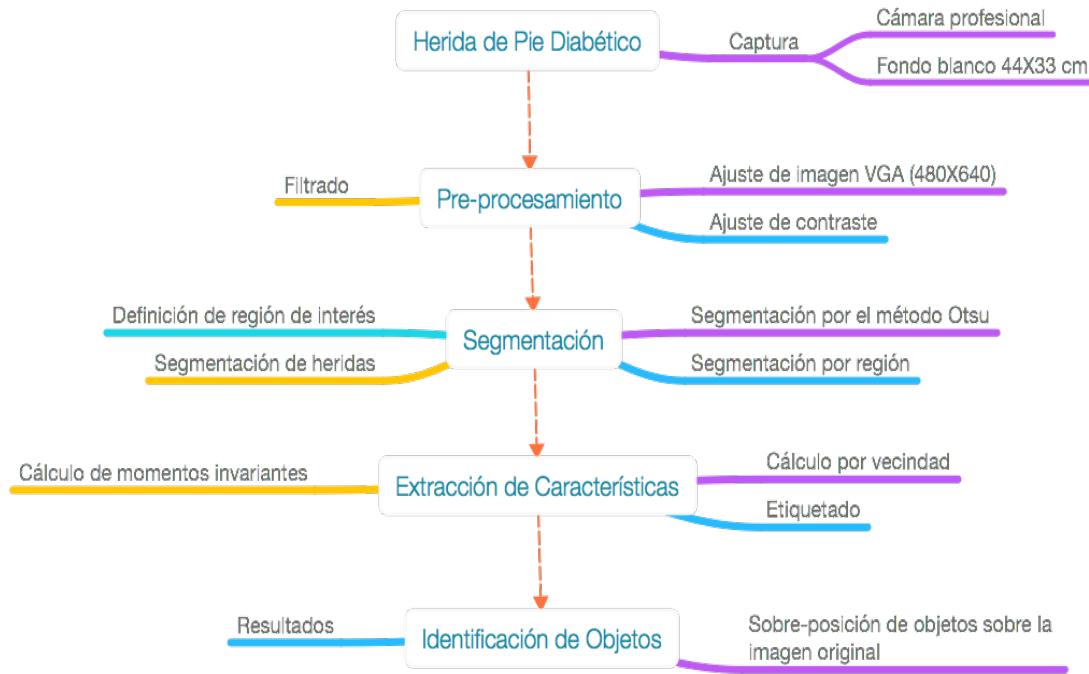 Herida de Pie Diabético
Captura
Cámara profesional
Fondo blanco 44X33 cm
Filtrado
Pre-procesamiento
Ajuste de imagen VGA (480X640)
Ajuste de contraste
Definición de región de interés
Segmentación de heridas
Segmentación
Segmentación por el método Otsu
Segmentación por región
Cálculo de momentos invariantes
Extracción de Características
Cálculo por vecindad
Etiquetado
Resultados
Identificación de Objetos
Sobre-posición de objetos sobre la
imagen original